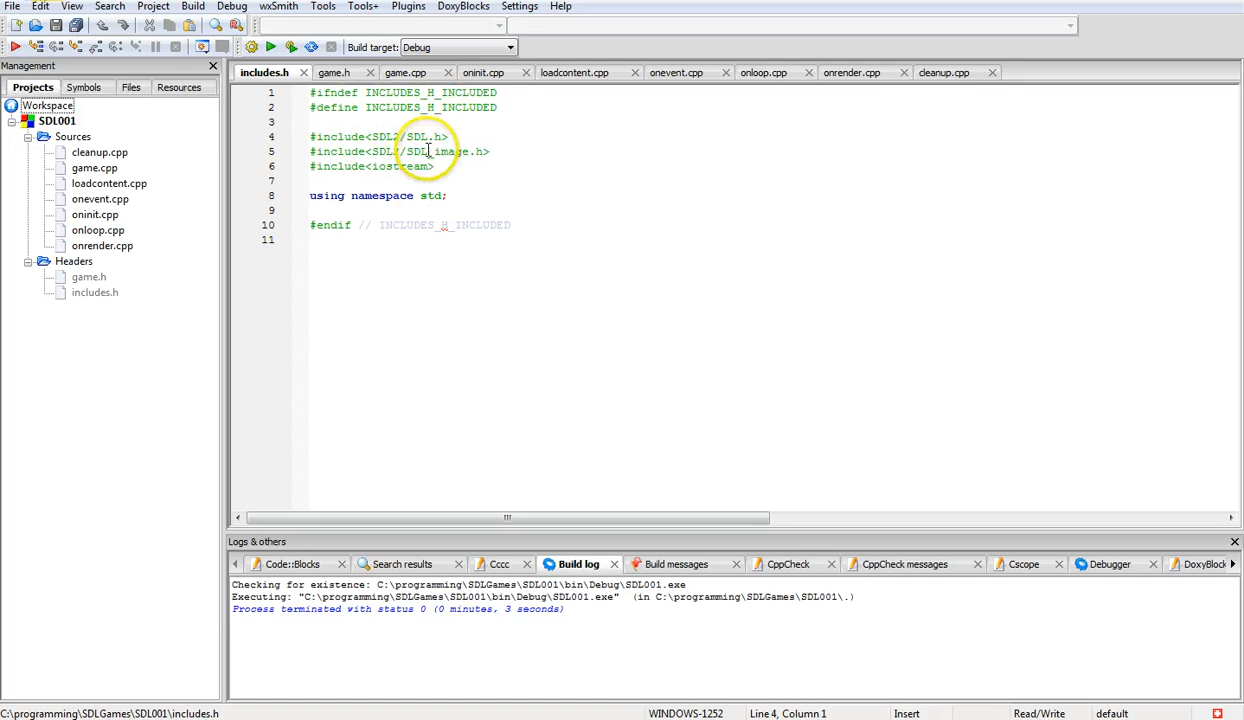 File Edit View Search Project Build Debug wxSmith Tools Tools+ Plugins DoxyBlocks Settings Help
Build target: Debug
Management
Projects Symbols Files Resources
Workspace
SDL001
Sources
cleanup.cpp
game.cpp
loadcontent.cpp
onevent.cpp
oninit.cpp
onloop.cpp
onrender.cpp
Headers
game.h
includes.h
includes.h game.h game.cpp oninit.cpp loadcontent.cpp onevent.cpp onloop.cpp onrender.cpp cleanup.cpp
1 #ifndef INCLUDES_H_INCLUDED
2 #define INCLUDES_H_INCLUDED
3
4 #include<SDL2/SDL.h>
5 #include<SDL2/SDL_image.h>
6 #include<iostream>
7
8 using namespace std;
9
10 #endif // INCLUDES_H_INCLUDED
11
Logs & others
Code::Blocks Search results Cccc Build log Build messages CppCheck CppCheck messages Cscope Debugger DoxyBlock
Checking for existence: C:\programming\SDLGames\SDL001\bin\Debug\SDL001.exe
Executing: "C:\programming\SDLGames\SDL001\bin\Debug\SDL001.exe" (in C:\programming\SDLGames\SDL001\.)
Process terminated with status 0 (0 minutes, 3 seconds)
C:\programming\SDLGames\SDL001\includes.h WINDOWS-1252 Line 4, Column 1 Insert Read/Write default